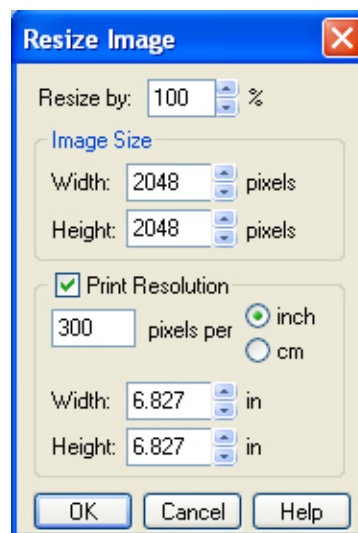 Resize Image
Resize by: 100 %
Image Size
Width: 2048 pixels
Height: 2048 pixels
Print Resolution
300 pixels per inch
cm
Width: 6.827 in
Height: 6.827 in
OK Cancel Help